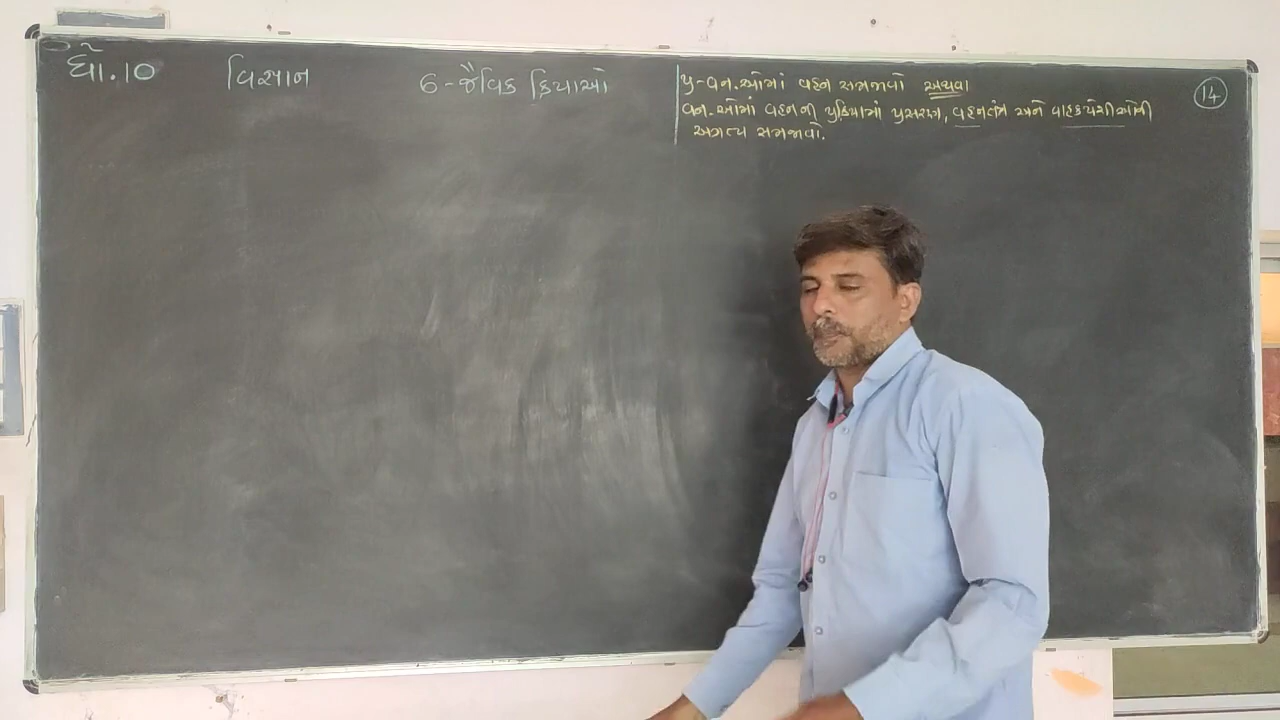 ધો.10 વિજ્ઞાન 6-જૈવિક ક્રિયાઓ
પ્ર-વન.ઓમાં વહન સમજાવો અથવા
વન.ઓમાં વહનની પ્રક્રિયામાં પ્રસરણ, વહનતંત્ર અને વાહકપેશીઓની
અગત્ય સમજાવો.
14